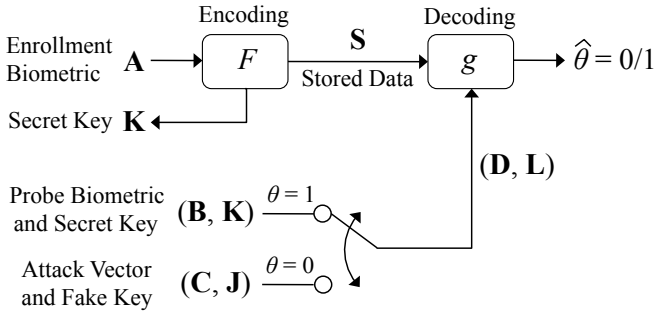 Encoding
Decoding
Enrollment
Biometric
A
F
S
Stored Data
g
θ̂ = 0/1
Secret Key
K
(D, L)
Probe Biometric
and Secret Key
(B, K)
θ = 1
Attack Vector
and Fake Key
(C, J)
θ = 0